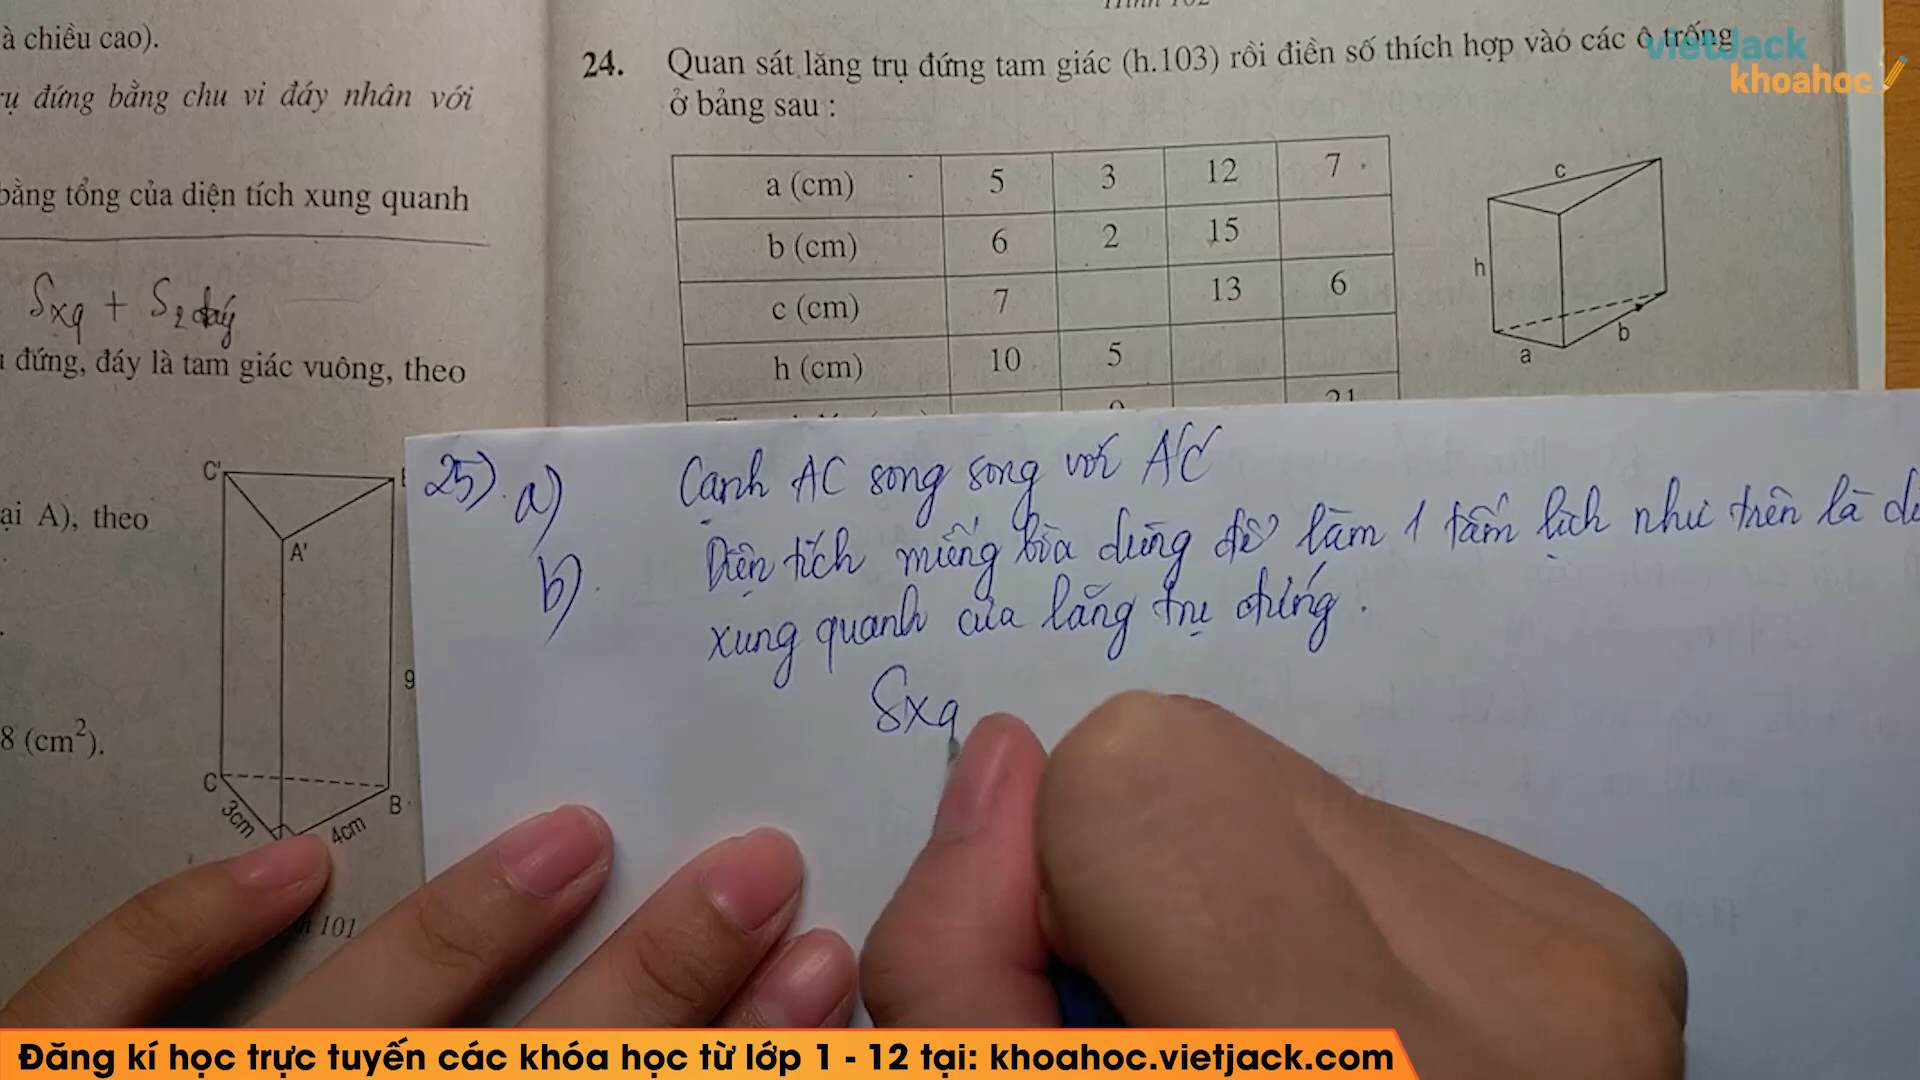 à chiều cao).
rụ đứng bằng chu vi đáy nhân với
bằng tổng của diện tích xung quanh
Sxq + S2 đáy
đứng, đáy là tam giác vuông, theo
ại A), theo
8 (cm²).
C'
A'
9
C
B
3cm
4cm
101
24. Quan sát lăng trụ đứng tam giác (h.103) rồi điền số thích hợp vào các ô trống
ở bảng sau :
a (cm) 5 3 12 7
b (cm) 6 2 15
c (cm) 7 13 6
h (cm) 10 5
9 21
c
h
a
b
vietJack
khoahoc
25) a) Cạnh AC song song với A'C'
b) Diện tích miếng bìa dùng để làm 1 tấm lịch như trên là
xung quanh của lăng trụ đứng.
Sxq
Đăng kí học trực tuyến các khóa học từ lớp 1 - 12 tại: khoahoc.vietjack.com